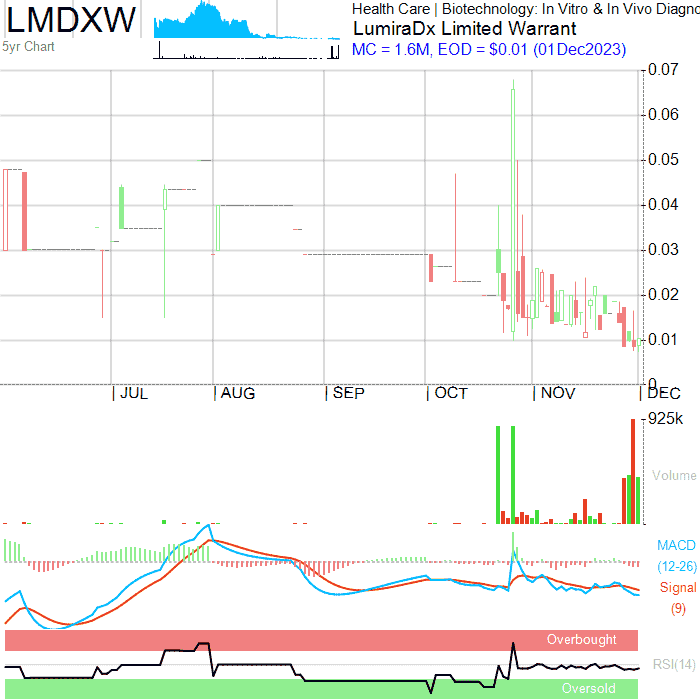 LMDXW
5yr Chart
Health Care | Biotechnology: In Vitro & In Vivo Diagno
LumiraDx Limited Warrant
MC = 1.6M, EOD = $0.01 (01Dec2023)
0.07
0.06
0.05
0.04
0.03
0.02
0.01
0
JUL AUG SEP OCT NOV DEC
925k
Volume
MACD
(12-26)
Signal
(9)
Overbought
RSI(14)
Oversold